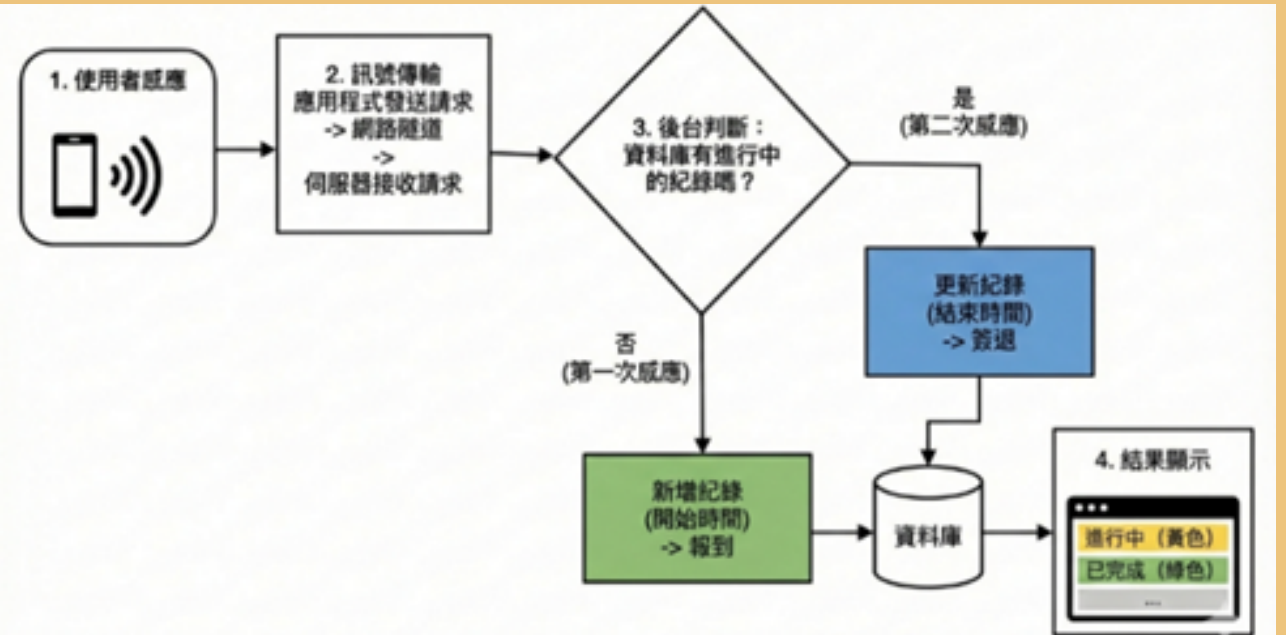 1. 使用者感應
2. 訊號傳輸
應用程式發送請求
-> 網路隧道
->
伺服器接收請求
3. 後台判斷：
資料庫有進行中
的紀錄嗎？
是
(第二次感應)
更新紀錄
(結束時間)
-> 簽退
否
(第一次感應)
新增紀錄
(開始時間)
-> 報到
資料庫
4. 結果顯示
進行中（黃色）
已完成（綠色）
...